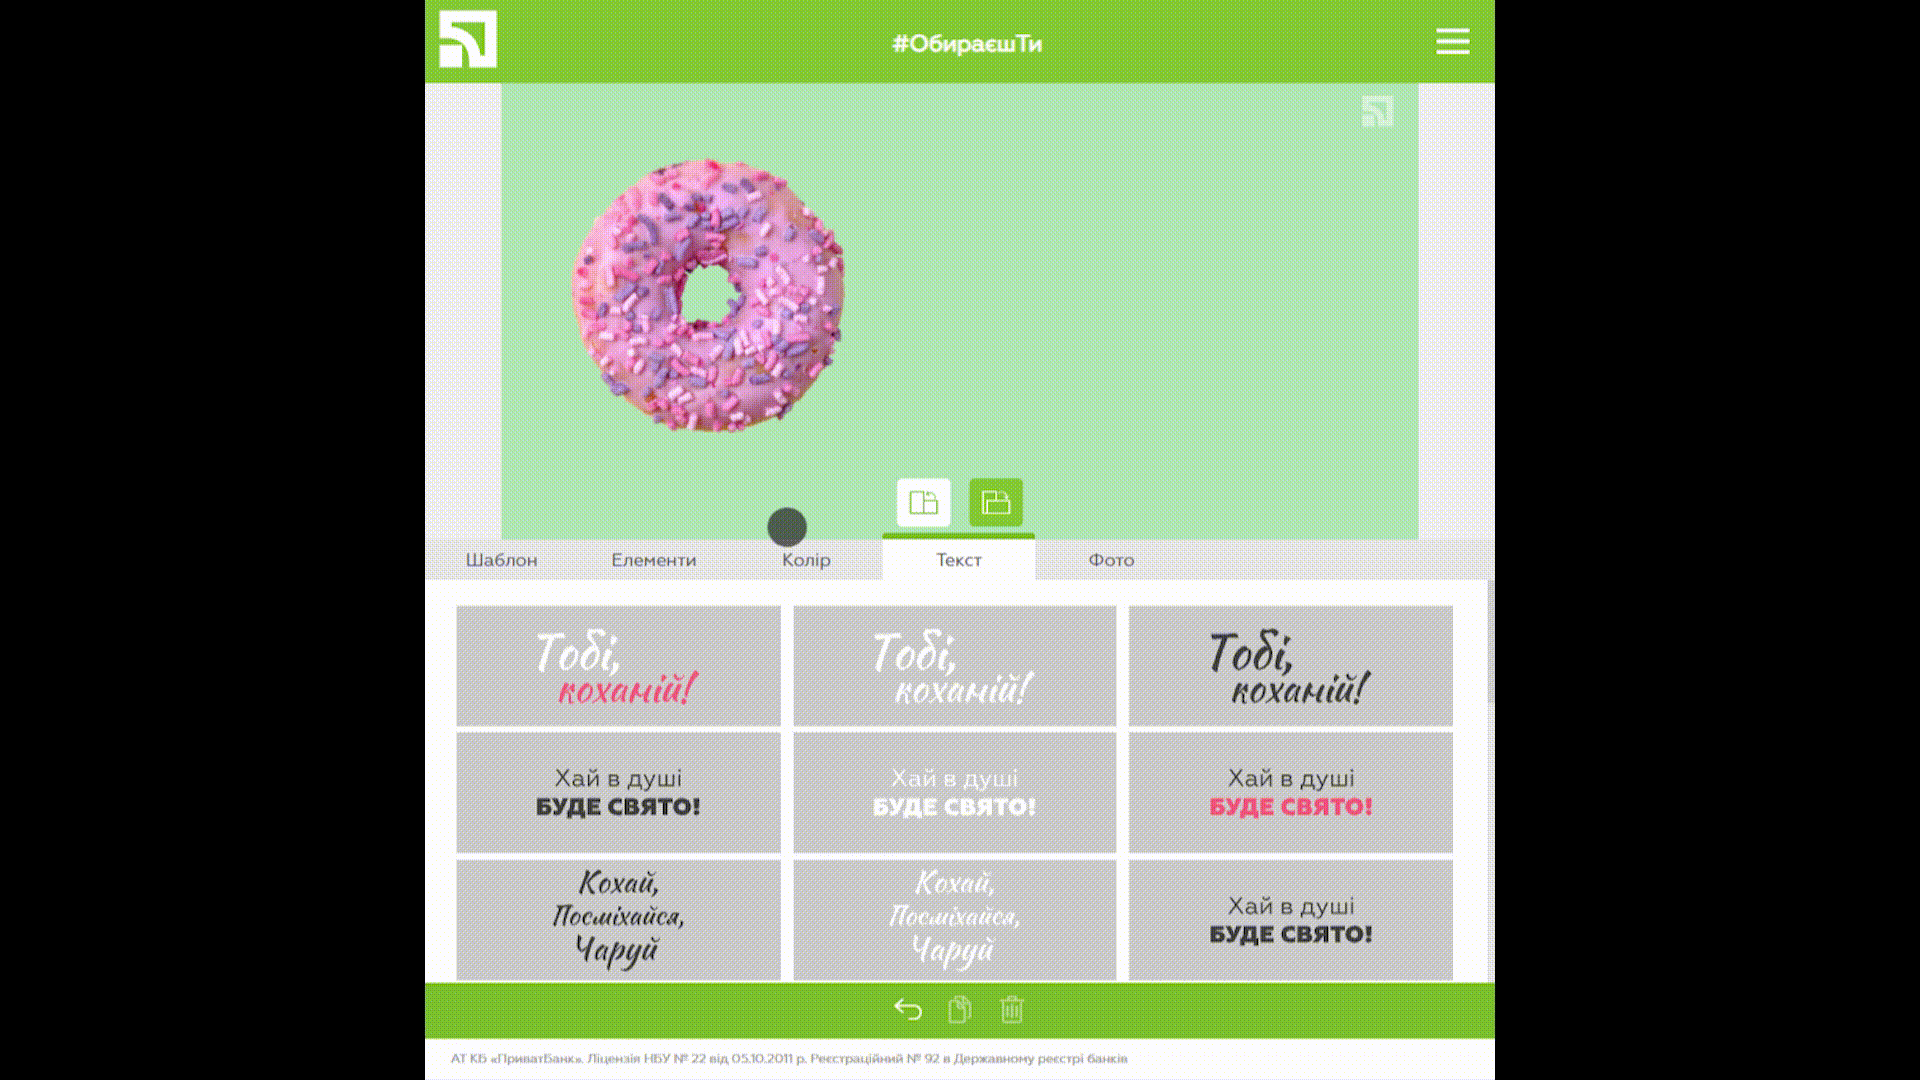 #ОбираєшТи
Шаблон Елементи Колір Текст Фото
Тобі,
коханій!
Тобі,
коханій!
Тобі,
коханій!
Хай в душі
БУДЕ СВЯТО!
Хай в душі
БУДЕ СВЯТО!
Хай в душі
БУДЕ СВЯТО!
Кохай,
Посміхайся,
Чаруй
Кохай,
Посміхайся,
Чаруй
Хай в душі
БУДЕ СВЯТО!
АТ КБ «ПриватБанк». Ліцензія НБУ № 22 від 05.10.2011 р. Реєстраційний № 92 в Державному реєстрі банків